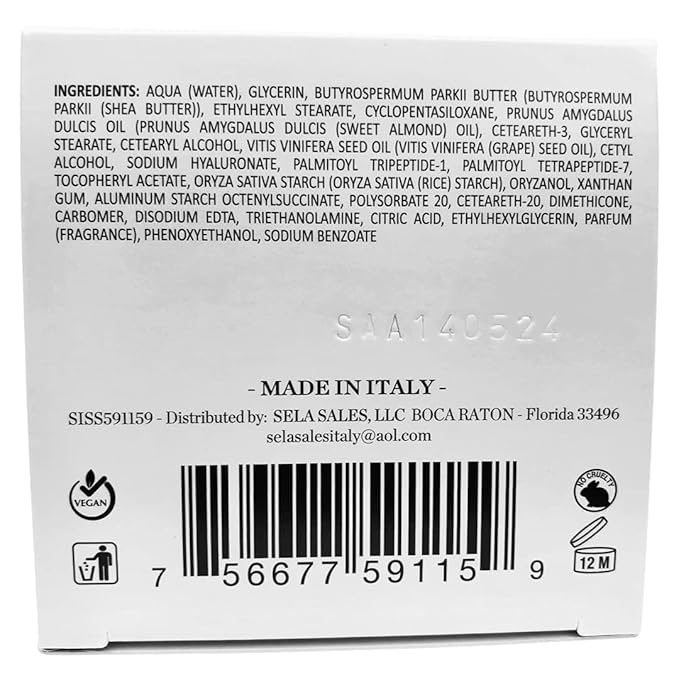 INGREDIENTS: AQUA (WATER), GLYCERIN, BUTYROSPERMUM PARKII BUTTER (BUTYROSPERMUM
PARKII (SHEA BUTTER)), ETHYLHEXYL STEARATE, CYCLOPENTASILOXANE, PRUNUS AMYGDALUS
DULCIS OIL (PRUNUS AMYGDALUS DULCIS (SWEET ALMOND) OIL), CETEARETH-3, GLYCERYL
STEARATE, CETEARYL ALCOHOL, VITIS VINIFERA SEED OIL (VITIS VINIFERA (GRAPE) SEED OIL), CETYL
ALCOHOL, SODIUM HYALURONATE, PALMITOYL TRIPEPTIDE-1, PALMITOYL TETRAPEPTIDE-7,
TOCOPHERYL ACETATE, ORYZA SATIVA STARCH (ORYZA SATIVA (RICE) STARCH), ORYZANOL, XANTHAN
GUM, ALUMINUM STARCH OCTENYLSUCCINATE, POLYSORBATE 20, CETEARETH-20, DIMETHICONE,
CARBOMER, DISODIUM EDTA, TRIETHANOLAMINE, CITRIC ACID, ETHYLHEXYLGLYCERIN, PARFUM
(FRAGRANCE), PHENOXYETHANOL, SODIUM BENZOATE
SAA140524
- MADE IN ITALY -
SISS591159 - Distributed by: SELA SALES, LLC BOCA RATON - Florida 33496
selasalesitaly@aol.com
VEGAN
NO CRUELTY
12 M
7 56677 59115 9